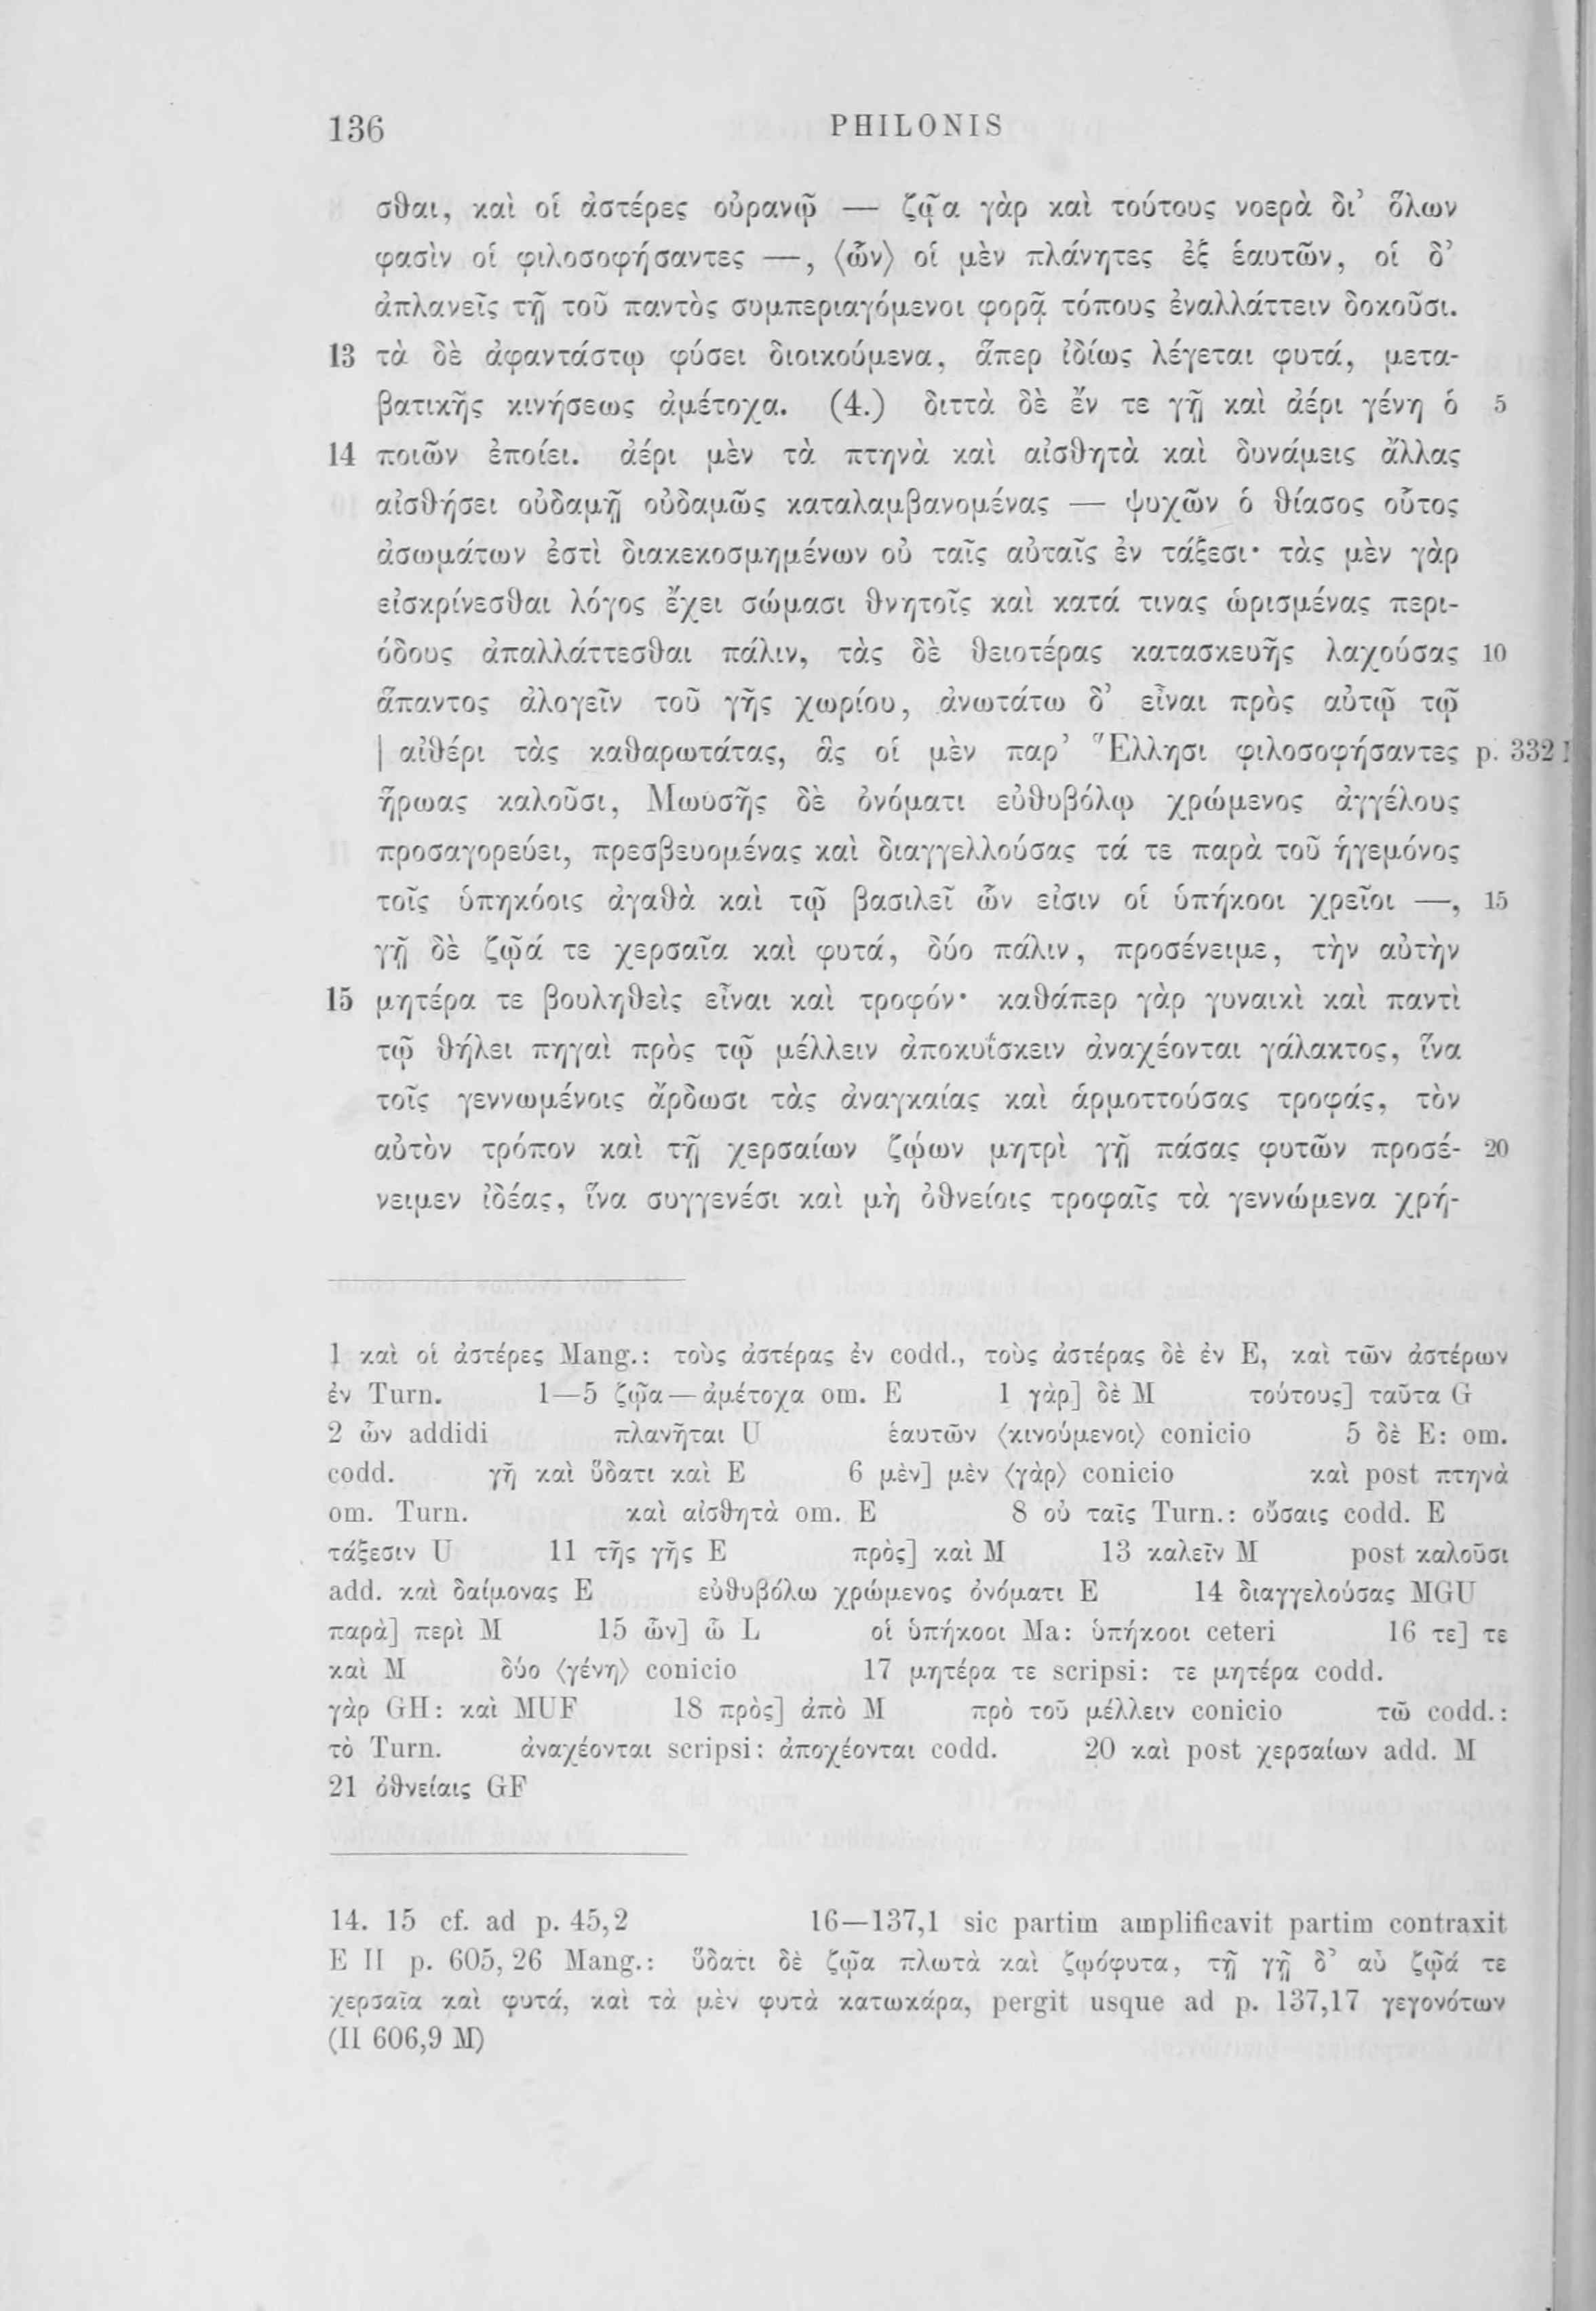 136 PHILONIS
σθαι, καὶ οἱ ἀστέρες οὐρανῷ — ζῷα γὰρ καὶ τούτους νοερὰ δι’ ὅλων
φασὶν οἱ φιλοσοφήσαντες —, ⟨ὧν⟩ οἱ μὲν πλάνητες ἐξ ἑαυτῶν, οἱ δ’
ἀπλανεῖς τῇ τοῦ παντὸς συμπεριαγόμενοι φορᾷ τόπους ἐναλλάττειν δοκοῦσι.
13 τὰ δὲ ἀφαντάστῳ φύσει διοικούμενα, ἅπερ ἰδίως λέγεται φυτά, μετα-
βατικῆς κινήσεως ἀμέτοχα. (4.) διττὰ δὲ ἔν τε γῇ καὶ ἀέρι γένη ὁ 5
14 ποιῶν ἐποίει. ἀέρι μὲν τὰ πτηνὰ καὶ αἰσθητὰ καὶ δυνάμεις ἄλλας
αἰσθήσει οὐδαμῇ οὐδαμῶς καταλαμβανομένας — ψυχῶν ὁ θίασος οὗτος
ἀσωμάτων ἐστὶ διακεκοσμημένων οὐ ταῖς αὐταῖς ἐν τάξεσι· τὰς μὲν γὰρ
εἰσκρίνεσθαι λόγος ἔχει σώμασι θνητοῖς καὶ κατά τινας ὡρισμένας περι-
όδους ἀπαλλάττεσθαι πάλιν, τὰς δὲ θειοτέρας κατασκευῆς λαχούσας 10
ἅπαντος ἀλογεῖν τοῦ γῆς χωρίου, ἀνωτάτω δ’ εἶναι πρὸς αὐτῷ τῷ
| αἰθέρι τὰς καθαρωτάτας, ἃς οἱ μὲν παρ’ Ἕλλησι φιλοσοφήσαντες p. 332
ἥρωας καλοῦσι, Μωυσῆς δὲ ὀνόματι εὐθυβόλῳ χρώμενος ἀγγέλους
προσαγορεύει, πρεσβευομένας καὶ διαγγελλούσας τά τε παρὰ τοῦ ἡγεμόνος
τοῖς ὑπηκόοις ἀγαθὰ καὶ τῷ βασιλεῖ ὧν εἰσιν οἱ ὑπήκοοι χρεῖοι —, 15
γῇ δὲ ζῷά τε χερσαῖα καὶ φυτά, δύο πάλιν, προσένειμε, τὴν αὐτὴν
15 μητέρα τε βουληθεὶς εἶναι καὶ τροφόν· καθάπερ γὰρ γυναικὶ καὶ παντὶ
τῷ θήλει πηγαὶ πρὸς τῷ μέλλειν ἀποκυΐσκειν ἀναχέονται γάλακτος, ἵνα
τοῖς γεννωμένοις ἄρδωσι τὰς ἀναγκαίας καὶ ἁρμοττούσας τροφάς, τὸν
αὐτὸν τρόπον καὶ τῇ χερσαίων ζῴων μητρὶ γῇ πάσας φυτῶν προσέ- 20
νειμεν ἰδέας, ἵνα συγγενέσι καὶ μὴ ὀθνείοις τροφαῖς τὰ γεννώμενα χρή-
1 καὶ οἱ ἀστέρες Mang.: τοὺς ἀστέρας ἐν codd., τοὺς ἀστέρας δὲ ἐν E, καὶ τῶν ἀστέρων
ἐν Turn. 1—5 ζῷα—ἀμέτοχα om. E 1 γὰρ] δὲ M τούτους] ταῦτα G
2 ὧν addidi πλανῆται U ἑαυτῶν ⟨κινούμενοι⟩ conicio 5 δὲ E: om.
codd. γῇ καὶ ὕδατι καὶ E 6 μὲν] μὲν ⟨γὰρ⟩ conicio καὶ post πτηνὰ
om. Turn. καὶ αἰσθητὰ om. E 8 οὐ ταῖς Turn.: οὔσαις codd. E
τάξεσιν U 11 τῆς γῆς E πρὸς] καὶ M 13 καλεῖν M post καλοῦσι
add. καὶ δαίμονας E εὐθυβόλω χρώμενος ὀνόματι E 14 διαγγελούσας MGU
παρὰ] περὶ M 15 ὧν] ὧ L οἱ ὑπήκοοι Ma: ὑπήκοοι ceteri 16 τε] τε
καὶ M δύο ⟨γένη⟩ conicio 17 μητέρα τε scripsi: τε μητέρα codd.
γὰρ GH: καὶ MUF 18 πρὸς] ἀπὸ M πρὸ τοῦ μέλλειν conicio τῶ codd.:
τὸ Turn. ἀναχέονται scripsi: ἀποχέονται codd. 20 καὶ post χερσαίων add. M
21 ὀθνείαις GF
14. 15 cf. ad p. 45,2 16—137,1 sic partim amplificavit partim contraxit
E II p. 605, 26 Mang.: ὕδατι δὲ ζῷα πλωτὰ καὶ ζῳόφυτα, τῇ γῇ δ’ αὖ ζῷά τε
χερσαῖα καὶ φυτά, καὶ τὰ μὲν φυτὰ κατωκάρα, pergit usque ad p. 137,17 γεγονότων
(II 606,9 M)